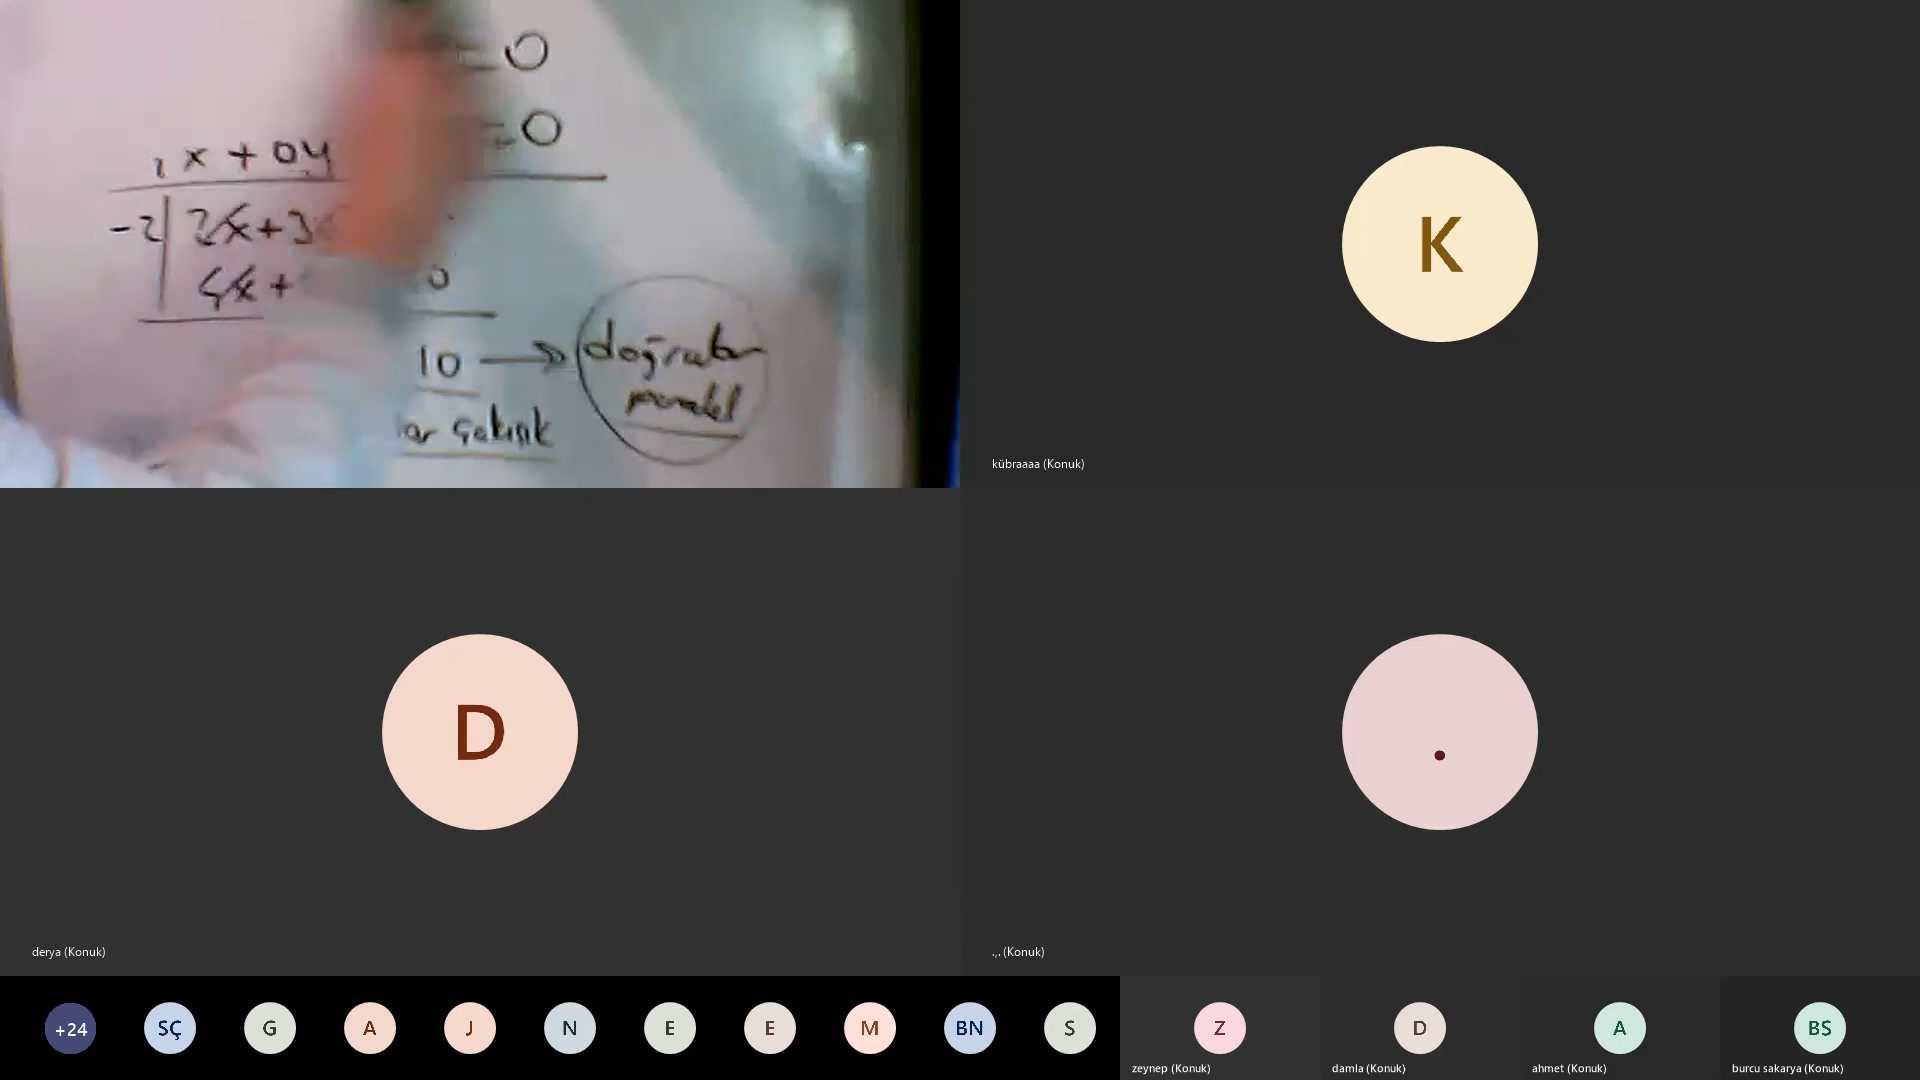 =0
=0
1x + 0y
-2 | 2x+3
4x+
0
10 → doğrular
paralel
çakışık
K
kübraaaa (Konuk)
D
.
derya (Konuk)
.,. (Konuk)
+24 SÇ G A J N E E M BN S Z D A BS
zeynep (Konuk) damla (Konuk) ahmet (Konuk) burcu sakarya (Konuk)